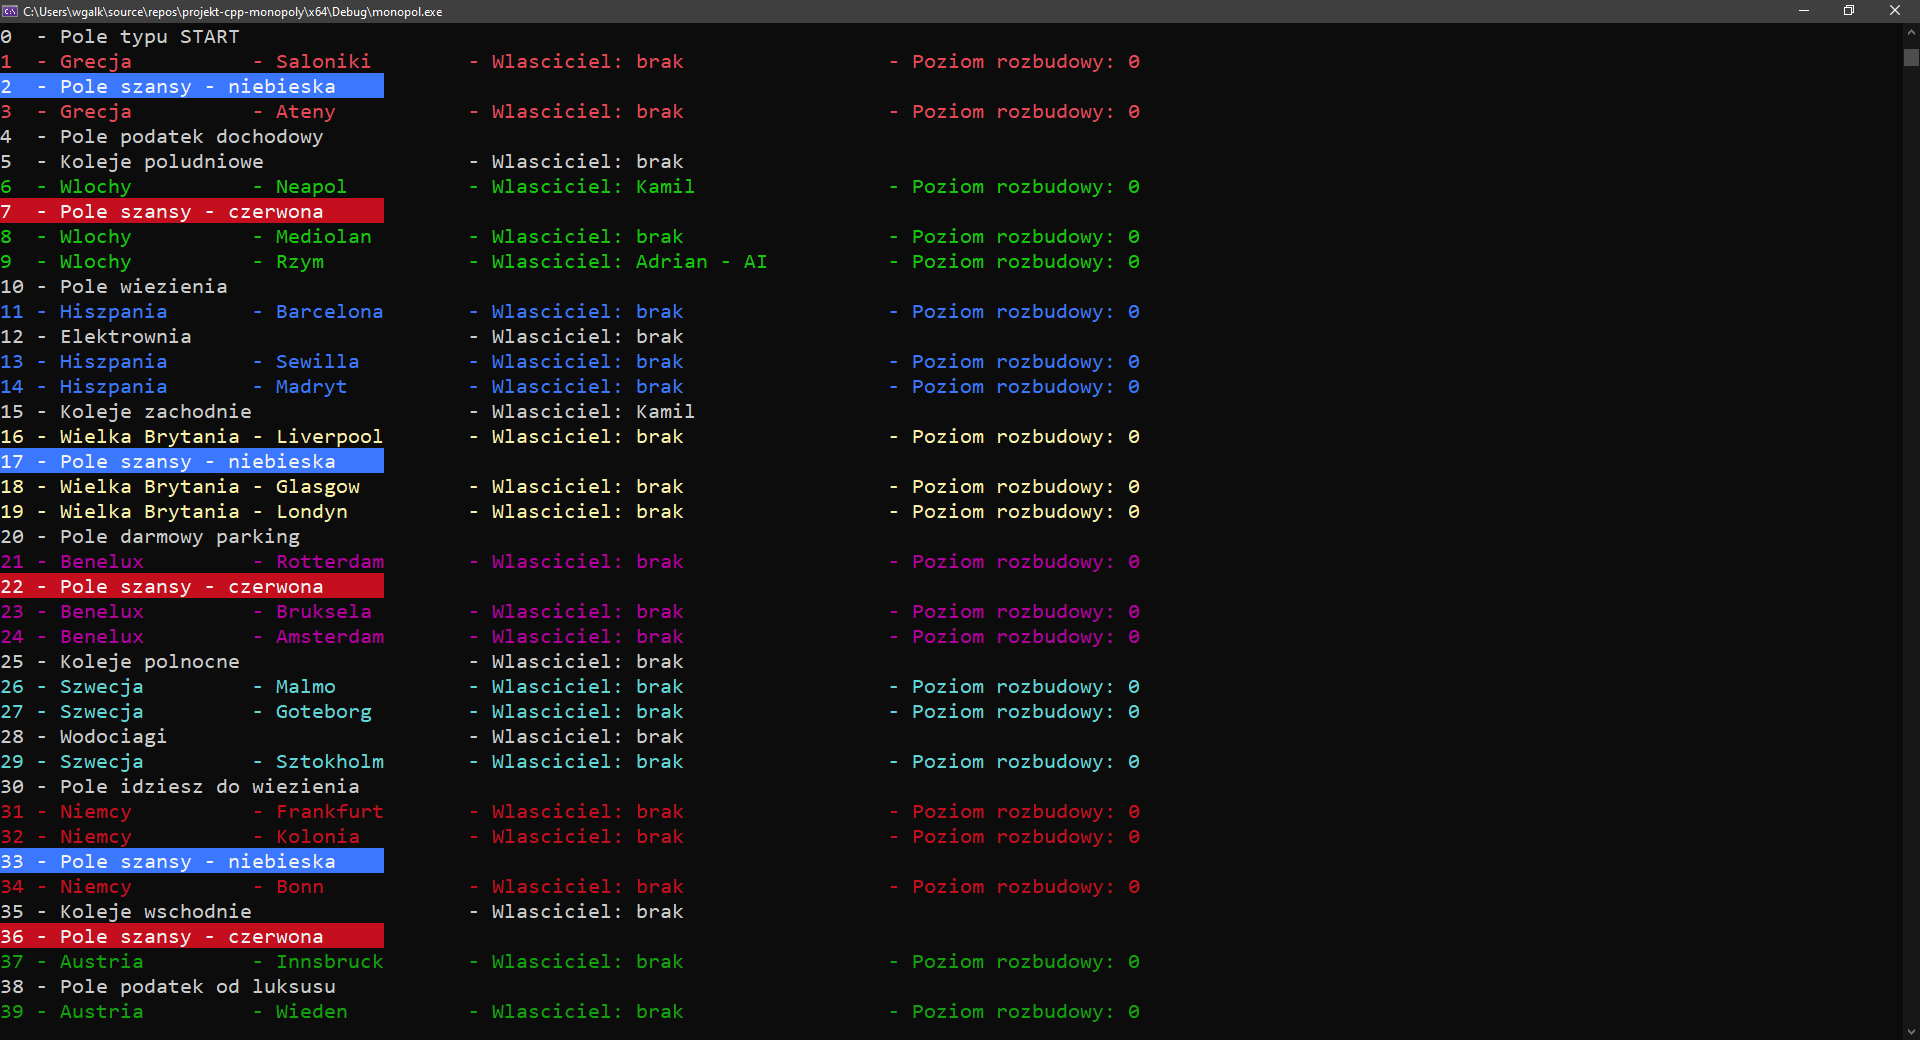 C:\Users\wgalk\source\repos\projekt-cpp-monopoly\x64\Debug\monopol.exe
0  - Pole typu START
1  - Grecja          - Saloniki        - Wlasciciel: brak                 - Poziom rozbudowy: 0
2  - Pole szansy - niebieska
3  - Grecja          - Ateny           - Wlasciciel: brak                 - Poziom rozbudowy: 0
4  - Pole podatek dochodowy
5  - Koleje poludniowe                 - Wlasciciel: brak
6  - Wlochy          - Neapol          - Wlasciciel: Kamil                - Poziom rozbudowy: 0
7  - Pole szansy - czerwona
8  - Wlochy          - Mediolan        - Wlasciciel: brak                 - Poziom rozbudowy: 0
9  - Wlochy          - Rzym            - Wlasciciel: Adrian - AI          - Poziom rozbudowy: 0
10 - Pole wiezienia
11 - Hiszpania       - Barcelona       - Wlasciciel: brak                 - Poziom rozbudowy: 0
12 - Elektrownia                       - Wlasciciel: brak
13 - Hiszpania       - Sewilla         - Wlasciciel: brak                 - Poziom rozbudowy: 0
14 - Hiszpania       - Madryt          - Wlasciciel: brak                 - Poziom rozbudowy: 0
15 - Koleje zachodnie                  - Wlasciciel: Kamil
16 - Wielka Brytania - Liverpool       - Wlasciciel: brak                 - Poziom rozbudowy: 0
17 - Pole szansy - niebieska
18 - Wielka Brytania - Glasgow         - Wlasciciel: brak                 - Poziom rozbudowy: 0
19 - Wielka Brytania - Londyn          - Wlasciciel: brak                 - Poziom rozbudowy: 0
20 - Pole darmowy parking
21 - Benelux         - Rotterdam       - Wlasciciel: brak                 - Poziom rozbudowy: 0
22 - Pole szansy - czerwona
23 - Benelux         - Bruksela        - Wlasciciel: brak                 - Poziom rozbudowy: 0
24 - Benelux         - Amsterdam       - Wlasciciel: brak                 - Poziom rozbudowy: 0
25 - Koleje polnocne                   - Wlasciciel: brak
26 - Szwecja         - Malmo           - Wlasciciel: brak                 - Poziom rozbudowy: 0
27 - Szwecja         - Goteborg        - Wlasciciel: brak                 - Poziom rozbudowy: 0
28 - Wodociagi                         - Wlasciciel: brak
29 - Szwecja         - Sztokholm       - Wlasciciel: brak                 - Poziom rozbudowy: 0
30 - Pole idziesz do wiezienia
31 - Niemcy          - Frankfurt       - Wlasciciel: brak                 - Poziom rozbudowy: 0
32 - Niemcy          - Kolonia         - Wlasciciel: brak                 - Poziom rozbudowy: 0
33 - Pole szansy - niebieska
34 - Niemcy          - Bonn            - Wlasciciel: brak                 - Poziom rozbudowy: 0
35 - Koleje wschodnie                  - Wlasciciel: brak
36 - Pole szansy - czerwona
37 - Austria         - Innsbruck       - Wlasciciel: brak                 - Poziom rozbudowy: 0
38 - Pole podatek od luksusu
39 - Austria         - Wieden          - Wlasciciel: brak                 - Poziom rozbudowy: 0